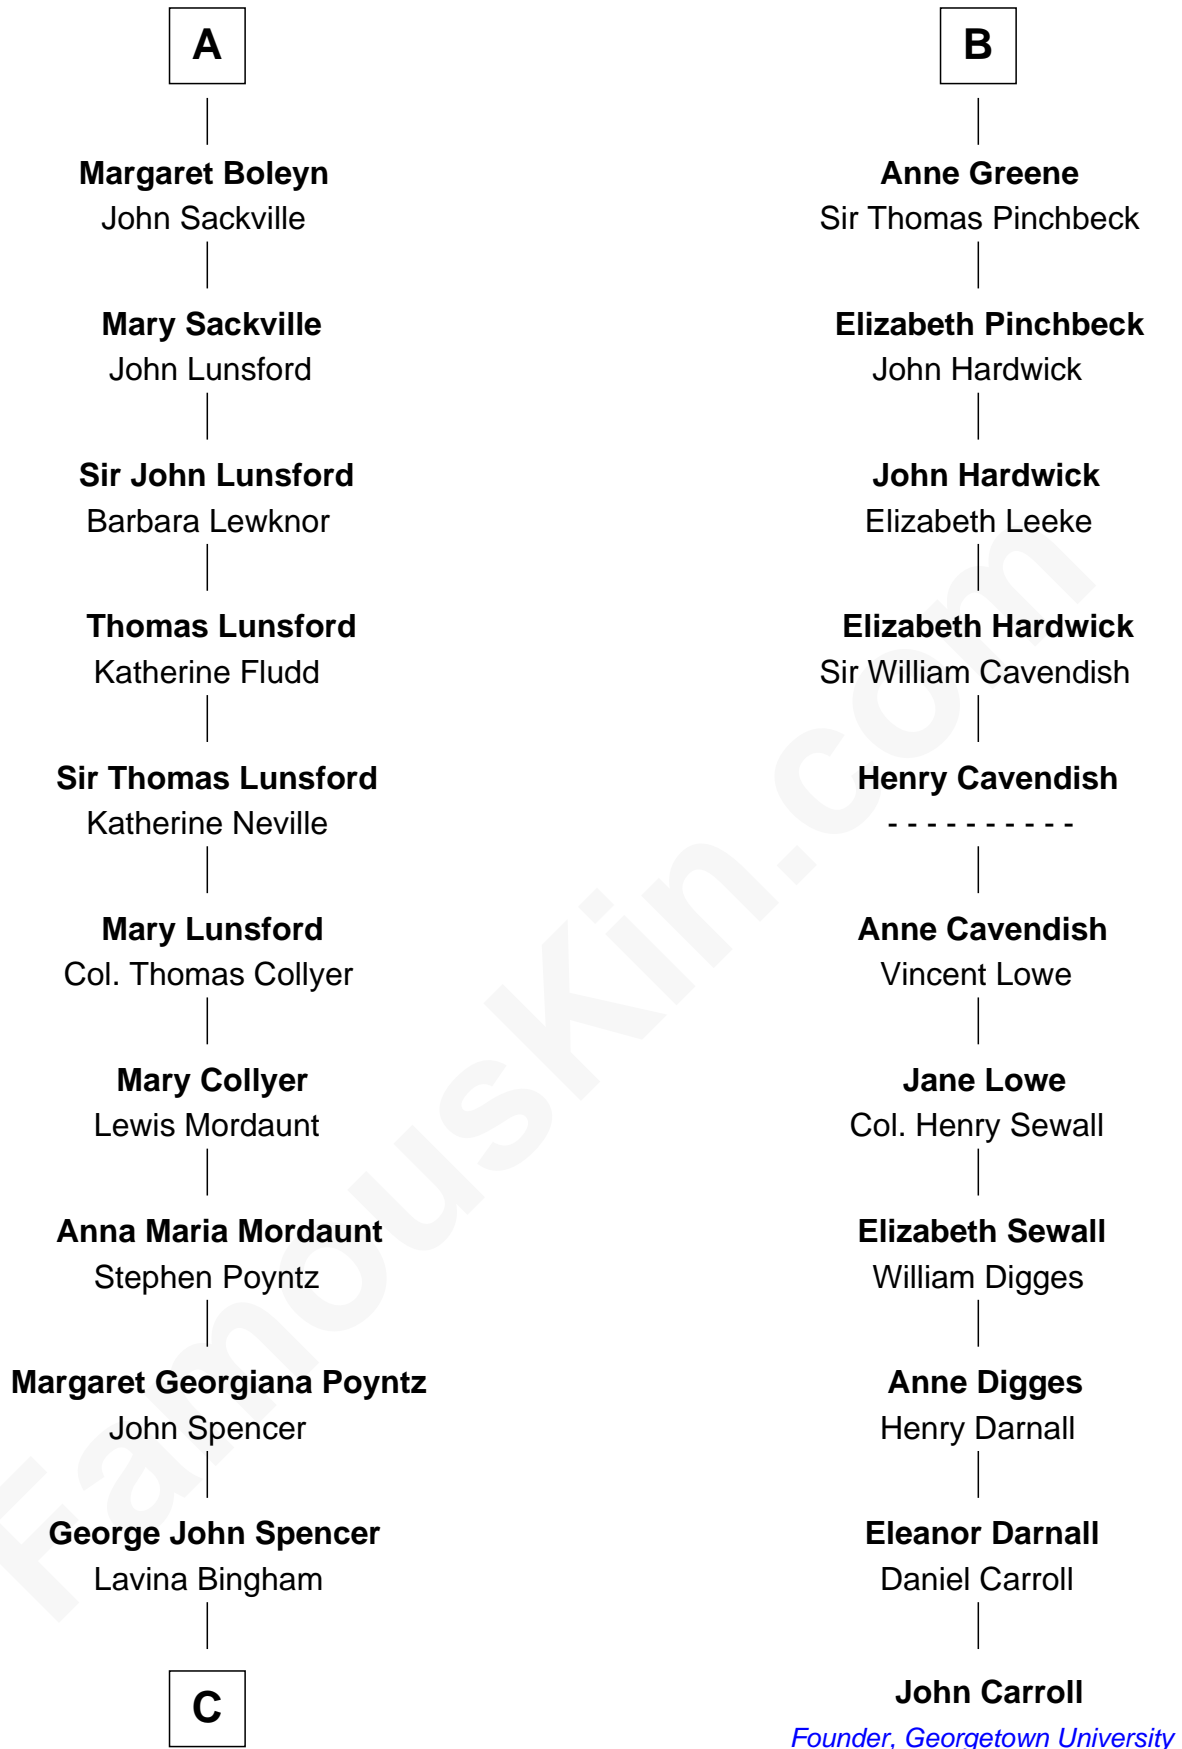 A
Margaret Boleyn
John Sackville
Mary Sackville
John Lunsford
Sir John Lunsford
Barbara Lewknor
Thomas Lunsford
Katherine Fludd
Sir Thomas Lunsford
Katherine Neville
Mary Lunsford
Col. Thomas Collyer
Mary Collyer
Lewis Mordaunt
Anna Maria Mordaunt
Stephen Poyntz
Margaret Georgiana Poyntz
John Spencer
George John Spencer
Lavina Bingham
C
B
Anne Greene
Sir Thomas Pinchbeck
Elizabeth Pinchbeck
John Hardwick
John Hardwick
Elizabeth Leeke
Elizabeth Hardwick
Sir William Cavendish
Henry Cavendish
- - - - - - - - - -
Anne Cavendish
Vincent Lowe
Jane Lowe
Col. Henry Sewall
Elizabeth Sewall
William Digges
Anne Digges
Henry Darnall
Eleanor Darnall
Daniel Carroll
John Carroll
Founder, Georgetown University
FamousKin.com